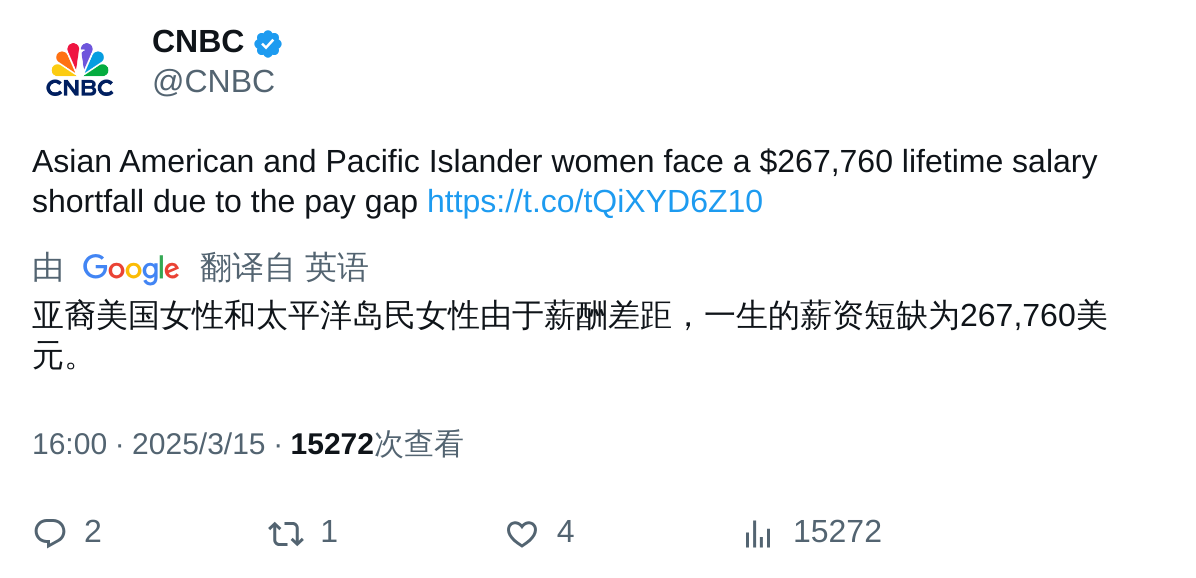 CNBC
CNBC
@CNBC
Asian American and Pacific Islander women face a $267,760 lifetime salary
shortfall due to the pay gap https://t.co/tQiXYD6Z10
由 Google 翻译自 英语
亚裔美国女性和太平洋岛民女性由于薪酬差距，一生的薪资短缺为267,760美
元。
16:00 · 2025/3/15 · 15272次查看
2 1 4 15272